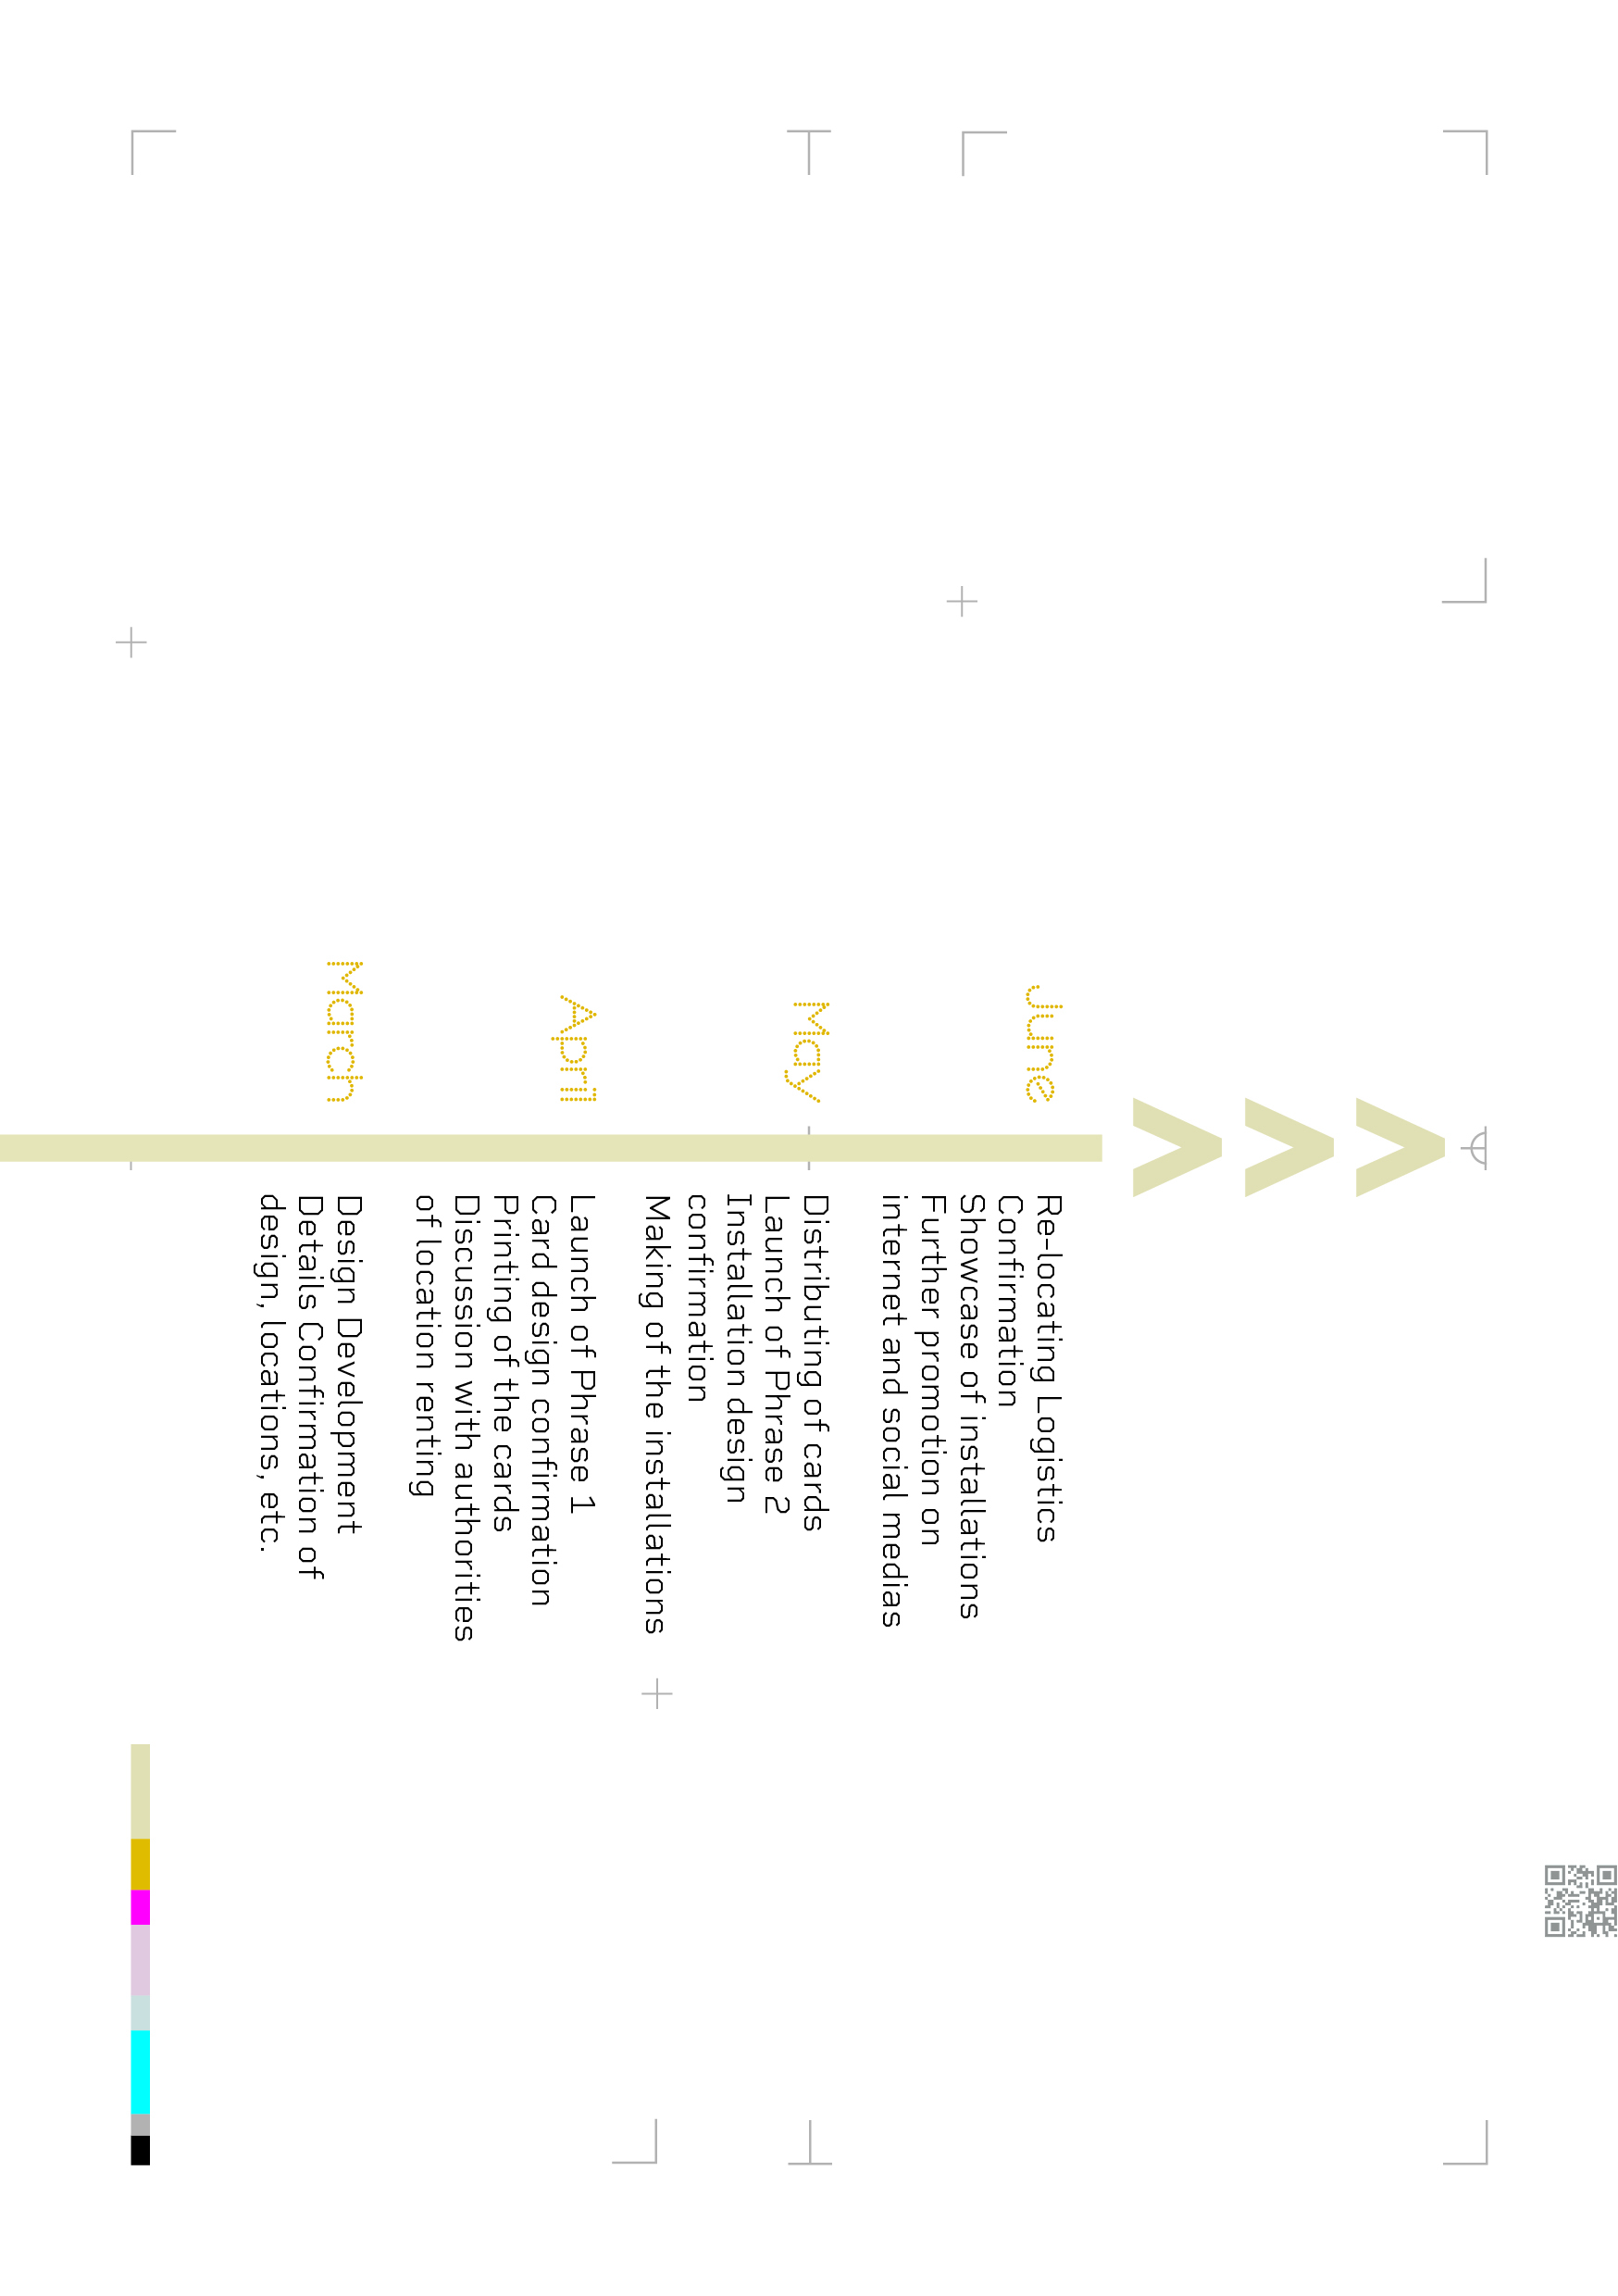 June
Re-locating Logistics
Confirmation
Showcase of installations
Further promotion on
internet and social medias
May
Distributing of cards
Launch of Phrase 2
Installation design
confirmation
Making of the installations
April
Launch of Phrase 1
Card design confirmation
Printing of the cards
Discussion with authorities
of location renting
March
Design Development
Details Confirmation of
design, locations, etc.